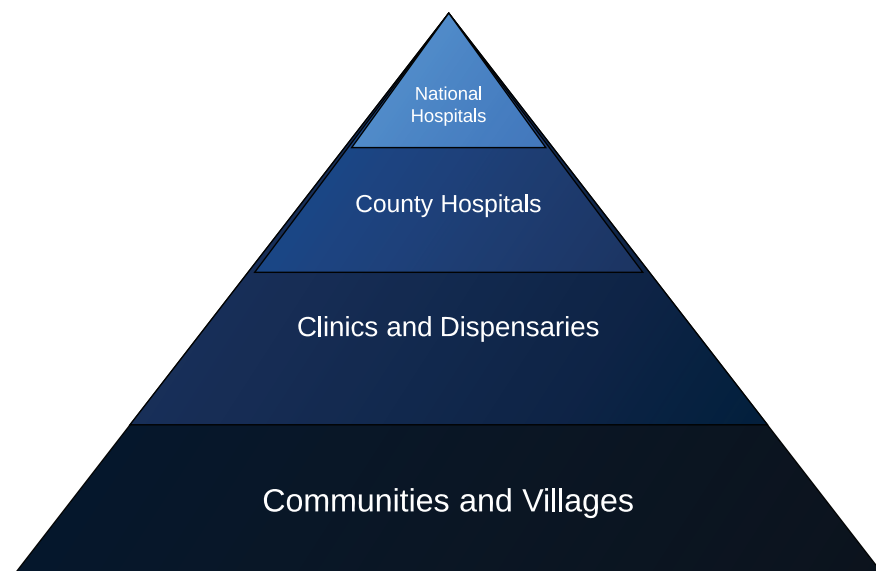 National
Hospitals
County Hospitals
Clinics and Dispensaries
Communities and Villages